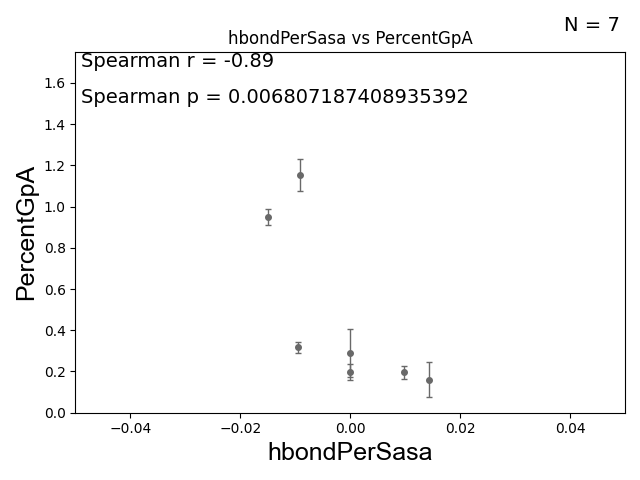 N = 7
hbondPerSasa vs PercentGpA
Spearman r = -0.89
Spearman p = 0.006807187408935392
1.6
1.4
1.2
1.0
0.8
0.6
0.4
0.2
0.0
PercentGpA
−0.04 −0.02 0.00 0.02 0.04
hbondPerSasa